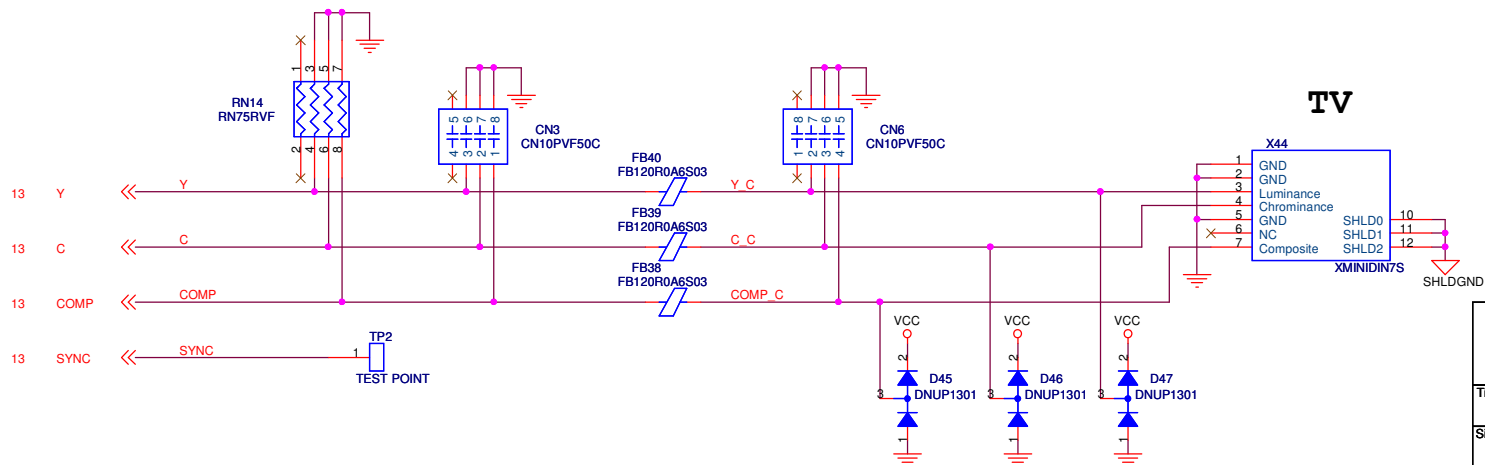 TV
1 3 5 7
RN14
RN75RVF
2 4 6 8
5 6 7 8
CN3
CN10PVF50C
4 3 2 1
8 7 6 5
CN6
CN10PVF50C
1 2 3 4
X44
1 GND
2 GND
3 Luminance
4 Chrominance
5 GND
6 NC
7 Composite
SHLD0 10
SHLD1 11
SHLD2 12
XMINIDIN7S
SHLDGND
FB40
FB120R0A6S03
13 Y Y Y_C
FB39
FB120R0A6S03
13 C C C_C
FB38
FB120R0A6S03
13 COMP COMP COMP_C
13 SYNC SYNC 1 TP2
TEST POINT
VCC VCC VCC
2 2 2
D45 D46 D47
3 DNUP1301 3 DNUP1301 3 DNUP1301
1 1 1